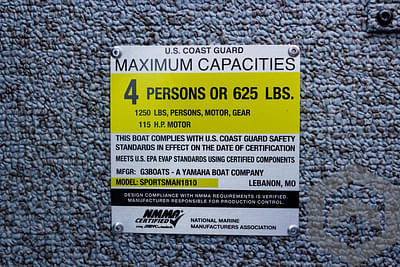 U.S. COAST GUARD
MAXIMUM CAPACITIES
4 PERSONS OR 625 LBS.
1250 LBS, PERSONS, MOTOR, GEAR
115 H.P. MOTOR
THIS BOAT COMPLIES WITH U.S. COAST GUARD SAFETY
STANDARDS IN EFFECT ON THE DATE OF CERTIFICATION
MEETS U.S. EPA EVAP STANDARDS USING CERTIFIED COMPONENTS
MFGR: G3BOATS - A YAMAHA BOAT COMPANY
MODEL: SPORTSMAN1810 LEBANON, MO
DESIGN COMPLIANCE WITH NMMA REQUIREMENTS IS VERIFIED.
MANUFACTURER RESPONSIBLE FOR PRODUCTION CONTROL.
NMMA
CERTIFIED
NATIONAL MARINE
MANUFACTURERS ASSOCIATION